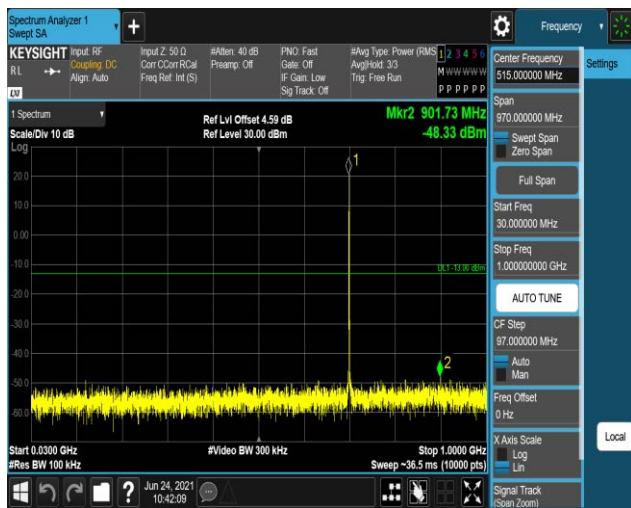 Spectrum Analyzer 1
Swept SA
+
Frequency
KEYSIGHT
RL
LXI
Input: RF
Coupling: DC
Align: Auto
Input Z: 50 Ω
Corr CCorr RCal
Freq Ref: Int (S)
#Atten: 40 dB
Preamp: Off
PNO: Fast
Gate: Off
IF Gain: Low
Sig Track: Off
#Avg Type: Power (RMS
Avg|Hold: 3/3
Trig: Free Run
1 2 3 4 5 6
M W W W W W
P P P P P P
1 Spectrum
Scale/Div 10 dB
Log
Ref Lvl Offset 4.59 dB
Ref Level 30.00 dBm
Mkr2 901.73 MHz
-48.33 dBm
20.0
10.0
0.00
-10.0
-20.0
-30.0
-40.0
-50.0
-60.0
1
DL1 -13.00 dBm
2
Start 0.0300 GHz
#Res BW 100 kHz
#Video BW 300 kHz
Stop 1.0000 GHz
Sweep ~36.5 ms (10000 pts)
Center Frequency
515.000000 MHz
Settings
Span
970.000000 MHz
Swept Span
Zero Span
Full Span
Start Freq
30.000000 MHz
Stop Freq
1.000000000 GHz
AUTO TUNE
CF Step
97.000000 MHz
Auto
Man
Freq Offset
0 Hz
X Axis Scale
Log
Lin
Local
Signal Track
(Span Zoom)
?
Jun 24, 2021
10:42:09